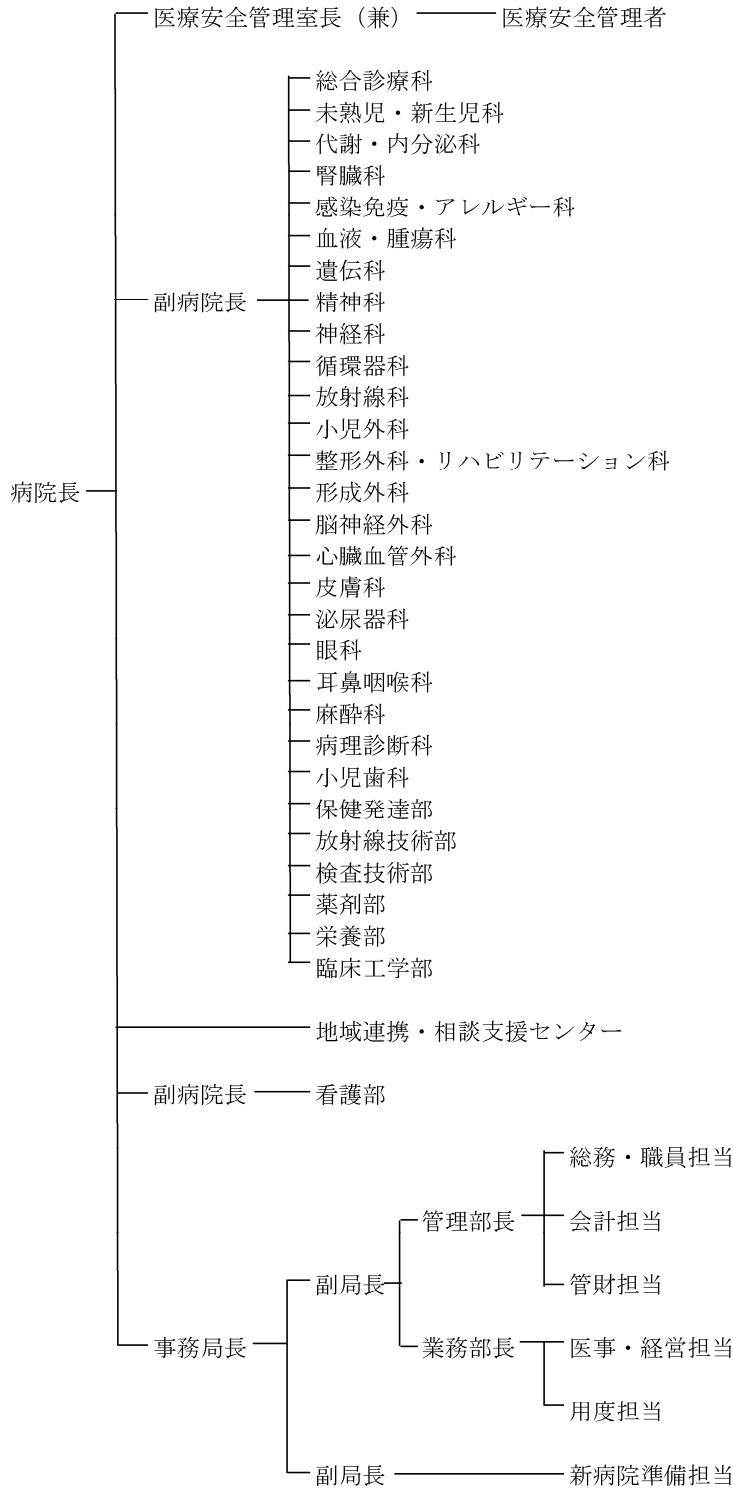 医療安全管理室長（兼） 医療安全管理者
総合診療科
未熟児・新生児科
代謝・内分泌科
腎臓科
感染免疫・アレルギー科
血液・腫瘍科
遺伝科
副病院長 精神科
神経科
循環器科
放射線科
小児外科
整形外科・リハビリテーション科
病院長 形成外科
脳神経外科
心臓血管外科
皮膚科
泌尿器科
眼科
耳鼻咽喉科
麻酔科
病理診断科
小児歯科
保健発達部
放射線技術部
検査技術部
薬剤部
栄養部
臨床工学部
地域連携・相談支援センター
副病院長 看護部
総務・職員担当
管理部長 会計担当
副局長 管財担当
事務局長 業務部長 医事・経営担当
用度担当
副局長 新病院準備担当